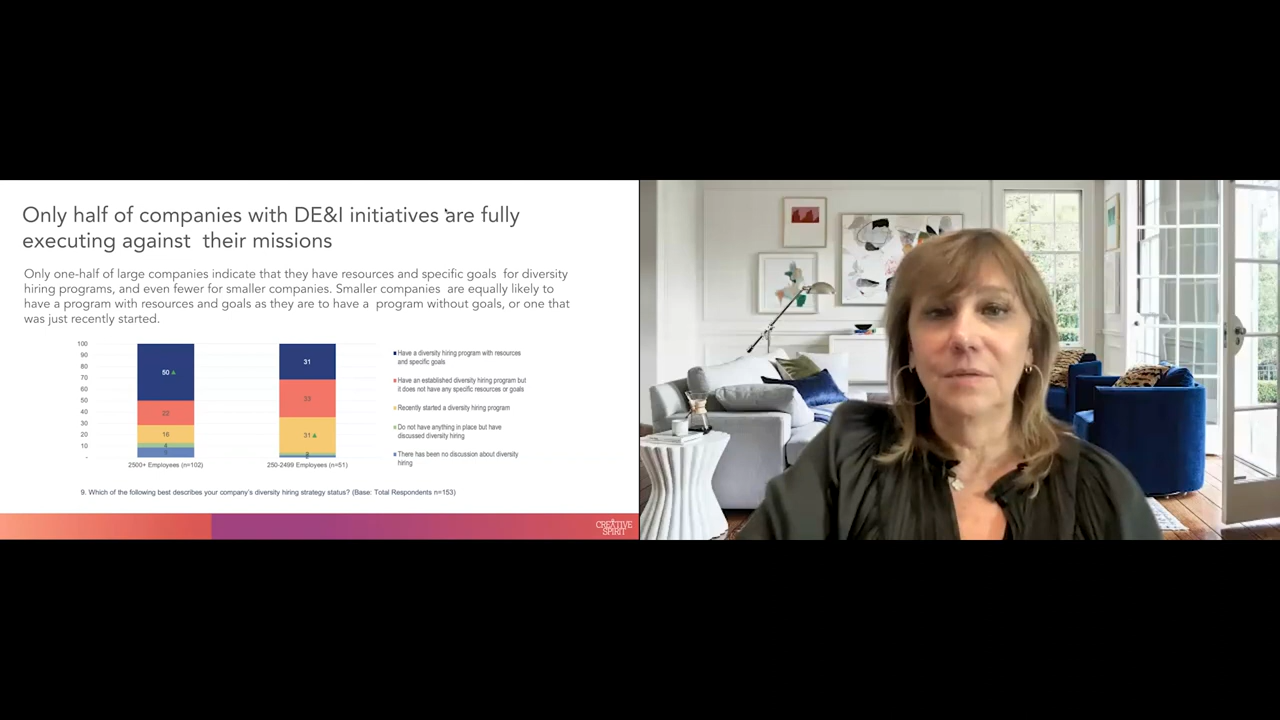 Only half of companies with DE&I initiatives are fully
executing against  their missions
Only one-half of large companies indicate that they have resources and specific goals  for diversity
hiring programs, and even fewer for smaller companies. Smaller companies  are equally likely to
have a program with resources and goals as they are to have a  program without goals, or one that
was just recently started.
100
90
80
70
60
50
40
30
20
10
-
50
22
16
4
31
33
31
2500+ Employees (n=102)
250-2499 Employees (n=51)
Have a diversity hiring program with resources
and specific goals
Have an established diversity hiring program but
it does not have any specific resources or goals
Recently started a diversity hiring program
Do not have anything in place but have
discussed diversity hiring
There has been no discussion about diversity
hiring
9. Which of the following best describes your company's diversity hiring strategy status? (Base: Total Respondents n=153)
CREATIVE
SPIRIT